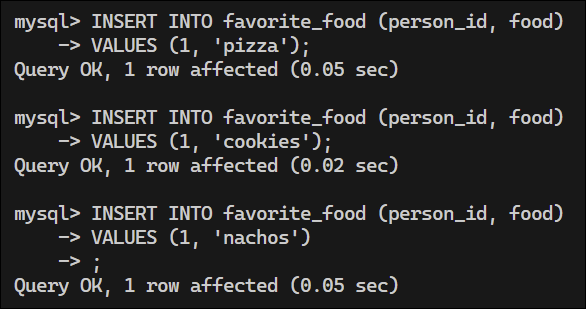 mysql> INSERT INTO favorite_food (person_id, food)
    -> VALUES (1, 'pizza');
Query OK, 1 row affected (0.05 sec)

mysql> INSERT INTO favorite_food (person_id, food)
    -> VALUES (1, 'cookies');
Query OK, 1 row affected (0.02 sec)

mysql> INSERT INTO favorite_food (person_id, food)
    -> VALUES (1, 'nachos')
    -> ;
Query OK, 1 row affected (0.05 sec)